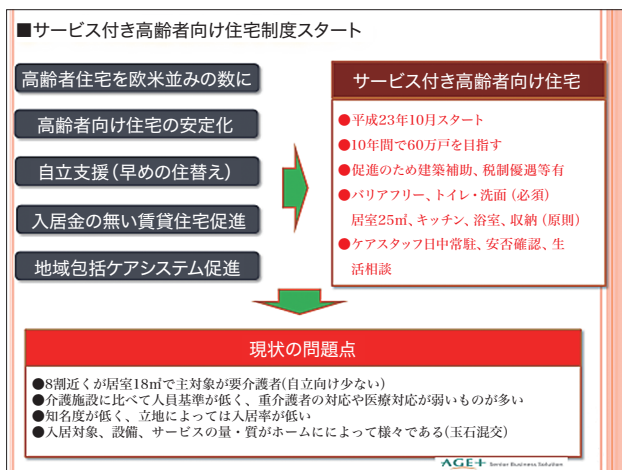 ■サービス付き高齢者向け住宅制度スタート
高齢者住宅を欧米並みの数に
高齢者向け住宅の安定化
自立支援(早めの住替え)
入居金の無い賃貸住宅促進
地域包括ケアシステム促進
サービス付き高齢者向け住宅
●平成23年10月スタート
●10年間で60万戸を目指す
●促進のため建築補助、税制優遇等有
●バリアフリー、トイレ・洗面(必須)
居室25㎡、キッチン、浴室、収納(原則)
●ケアスタッフ日中常駐、安否確認、生
活相談
現状の問題点
●8割近くが居室18㎡で主対象が要介護者(自立向け少ない)
●介護施設に比べて人員基準が低く、重介護者の対応や医療対応が弱いものが多い
●知名度が低く、立地によっては入居率が低い
●入居対象、設備、サービスの量・質がホームにによって様々である(玉石混交)
AGE+ Senior Business Solution